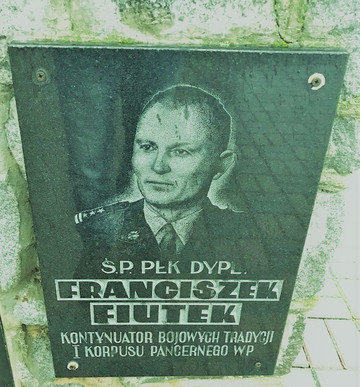 Ś.P. PŁK DYPL.
FRANCISZEK
FIUTEK
KONTYNUATOR BOJOWYCH TRADYCJI
I KORPUSU PANCERNEGO WP